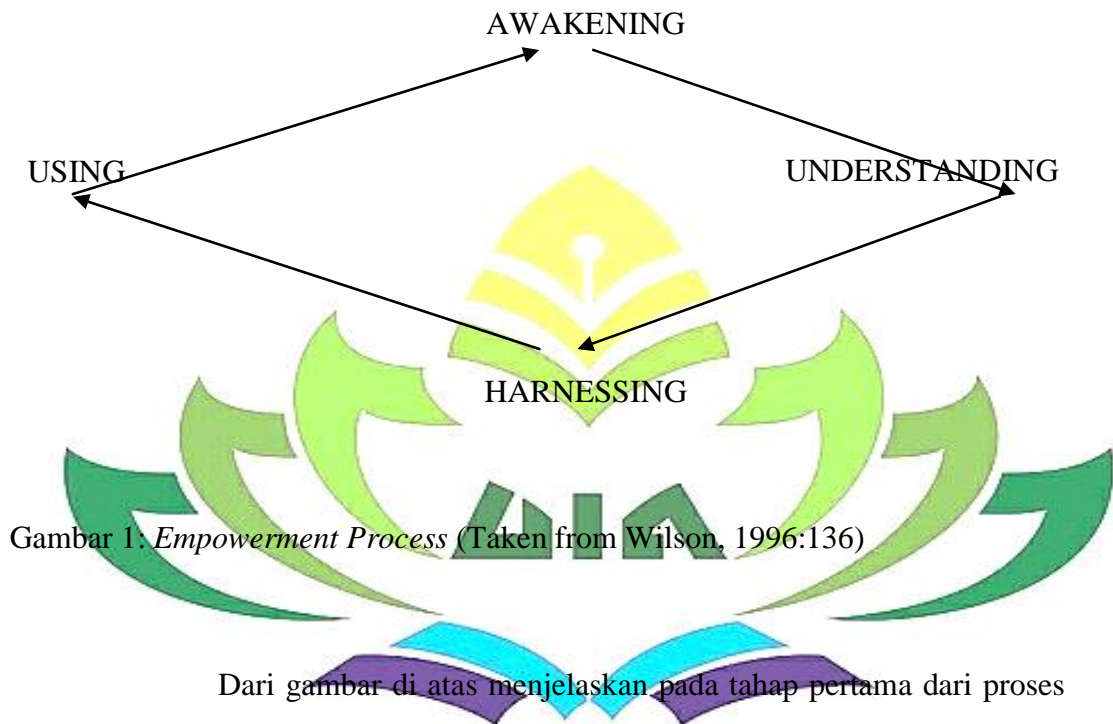 AWAKENING
USING
UNDERSTANDING
HARNESSING
Gambar 1: Empowerment Process (Taken from Wilson, 1996:136)
Dari gambar di atas menjelaskan pada tahap pertama dari proses